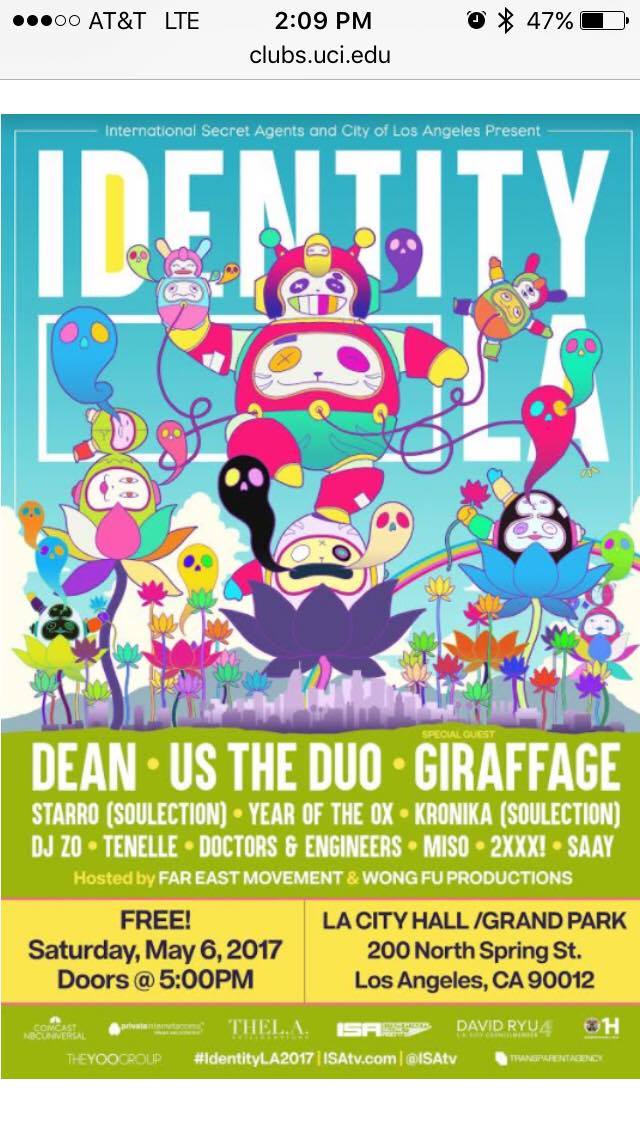 AT&T LTE 2:09 PM 47%
clubs.uci.edu
International Secret Agents and City of Los Angeles Present
IDENTITY
LA
SPECIAL GUEST
DEAN • US THE DUO • GIRAFFAGE
STARRO (SOULECTION) • YEAR OF THE OX • KRONIKA (SOULECTION)
DJ ZO • TENELLE • DOCTORS & ENGINEERS • MISO • 2XXX! • SAAY
Hosted by FAR EAST MOVEMENT & WONG FU PRODUCTIONS
FREE!
Saturday, May 6, 2017
Doors @ 5:00PM
LA CITY HALL /GRAND PARK
200 North Spring St.
Los Angeles, CA 90012
COMCAST
NBCUNIVERSAL
privateinternetaccess
THE L.A.
ISA
DAVID RYU 4
H
THEYOOGROUP
#IdentityLA2017 | ISAtv.com | @ISAtv
TRANSPARENTAGENCY